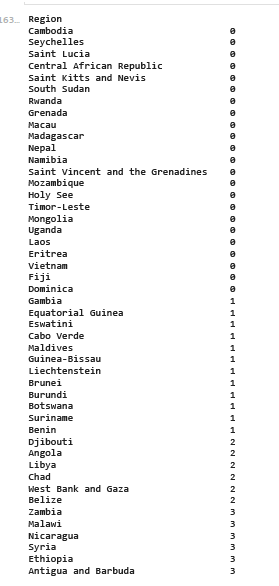 163…
Region
Cambodia 0
Seychelles 0
Saint Lucia 0
Central African Republic 0
Saint Kitts and Nevis 0
South Sudan 0
Rwanda 0
Grenada 0
Macau 0
Madagascar 0
Nepal 0
Namibia 0
Saint Vincent and the Grenadines 0
Mozambique 0
Holy See 0
Timor-Leste 0
Mongolia 0
Uganda 0
Laos 0
Eritrea 0
Vietnam 0
Fiji 0
Dominica 0
Gambia 1
Equatorial Guinea 1
Eswatini 1
Cabo Verde 1
Maldives 1
Guinea-Bissau 1
Liechtenstein 1
Brunei 1
Burundi 1
Botswana 1
Suriname 1
Benin 1
Djibouti 2
Angola 2
Libya 2
Chad 2
West Bank and Gaza 2
Belize 2
Zambia 3
Malawi 3
Nicaragua 3
Syria 3
Ethiopia 3
Antigua and Barbuda 3